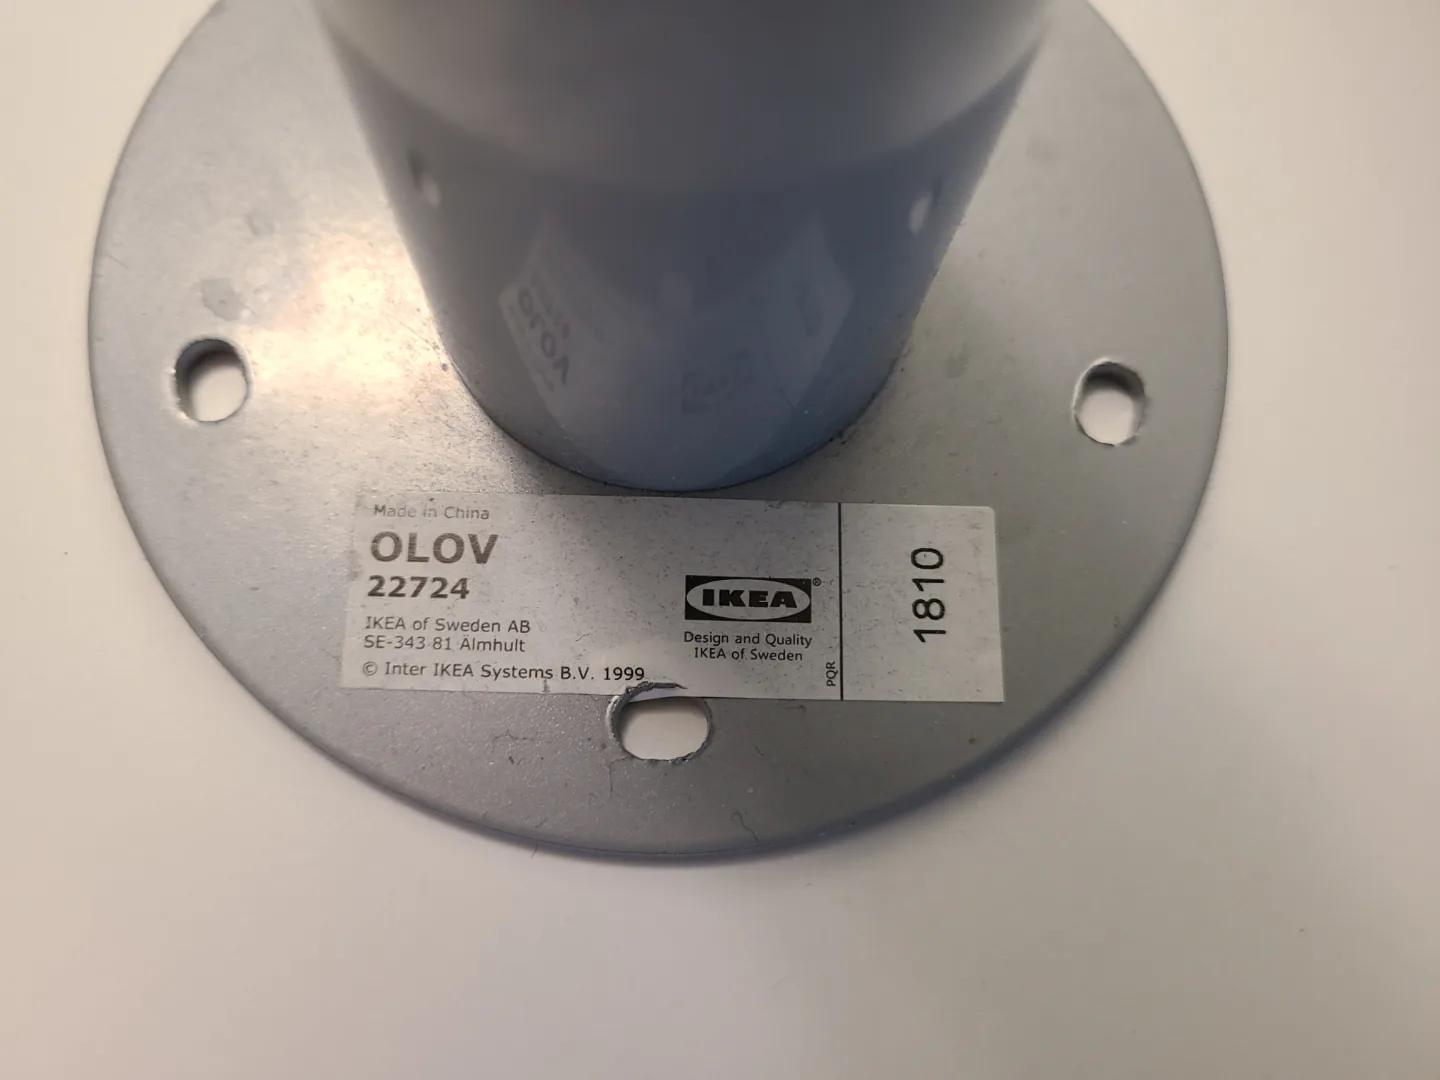 Made in China
OLOV
22724
IKEA of Sweden AB
SE-343 81 Älmhult
© Inter IKEA Systems B.V. 1999
IKEA®
Design and Quality
IKEA of Sweden
PQR
1810